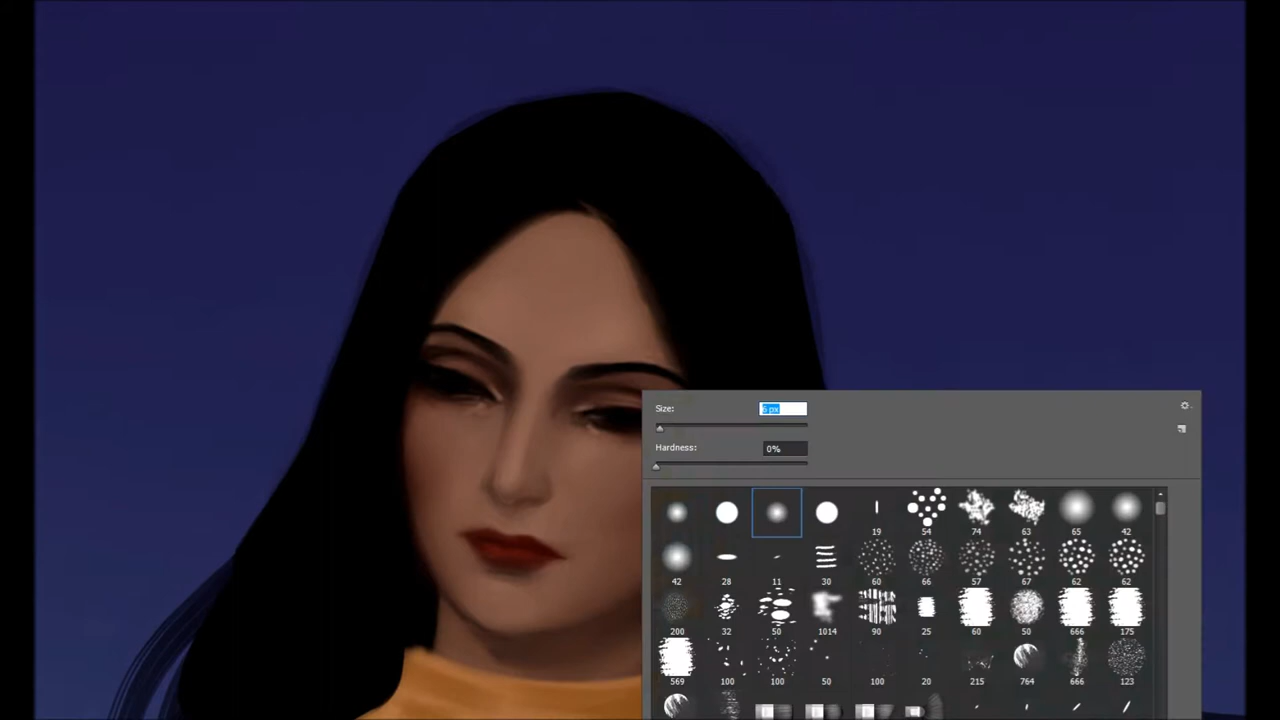 Size:
6 px
Hardness:
0%
19 54 74 63 65 42
42 28 11 30 60 66 57 67 62 62
200 32 50 1014 90 25 60 50 666 175
569 100 100 50 100 20 215 764 666 123